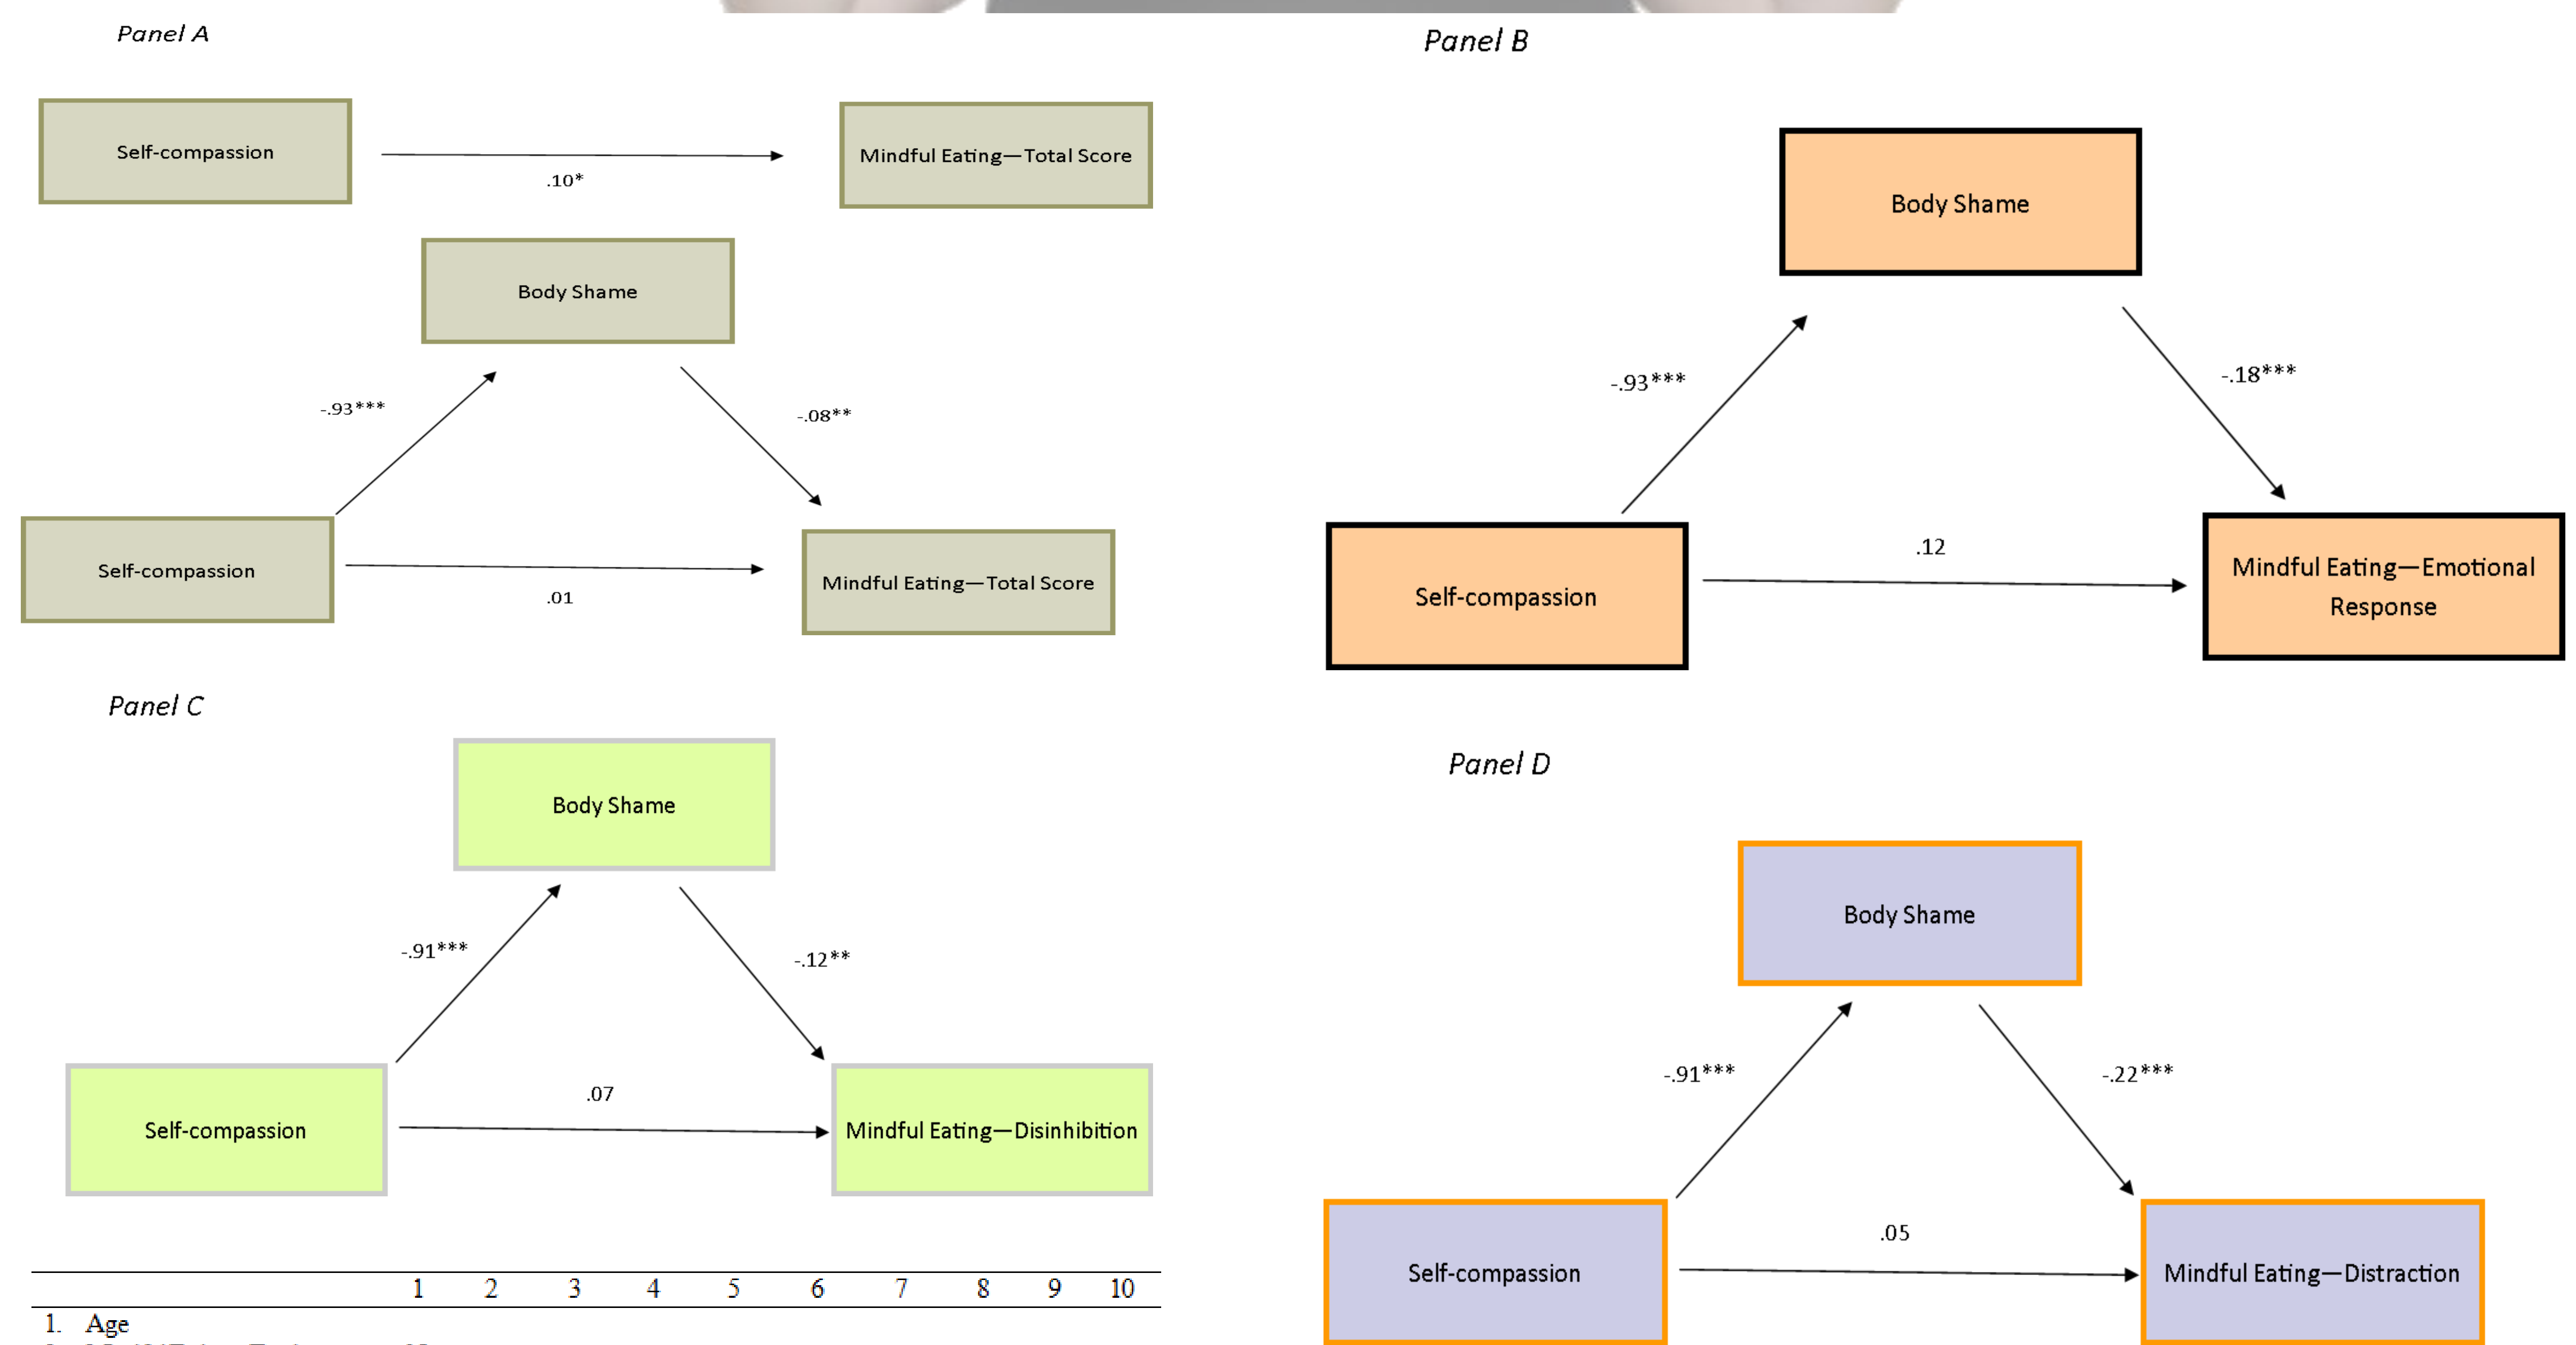 Panel A
Self-compassion
.10*
Mindful Eating—Total Score
Body Shame
-.93***
-.08**
Self-compassion
.01
Mindful Eating—Total Score
Panel B
Body Shame
-.93***
-.18***
Self-compassion
.12
Mindful Eating—Emotional
Response
Panel C
Body Shame
-.91***
-.12**
Self-compassion
.07
Mindful Eating—Disinhibition
Panel D
Body Shame
-.91***
-.22***
Self-compassion
.05
Mindful Eating—Distraction
1 2 3 4 5 6 7 8 9 10
1. Age